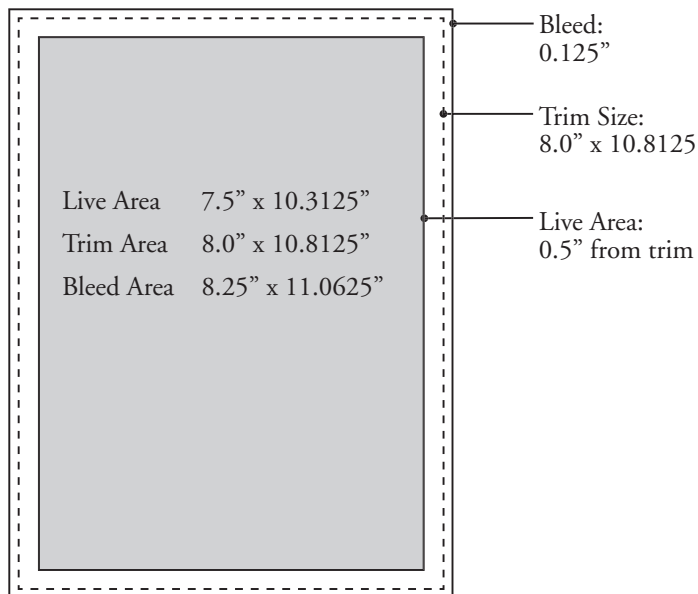 Bleed:
0.125”
Trim Size:
8.0” x 10.8125
Live Area:
0.5” from trim
Live Area 7.5” x 10.3125”
Trim Area 8.0” x 10.8125”
Bleed Area 8.25” x 11.0625”